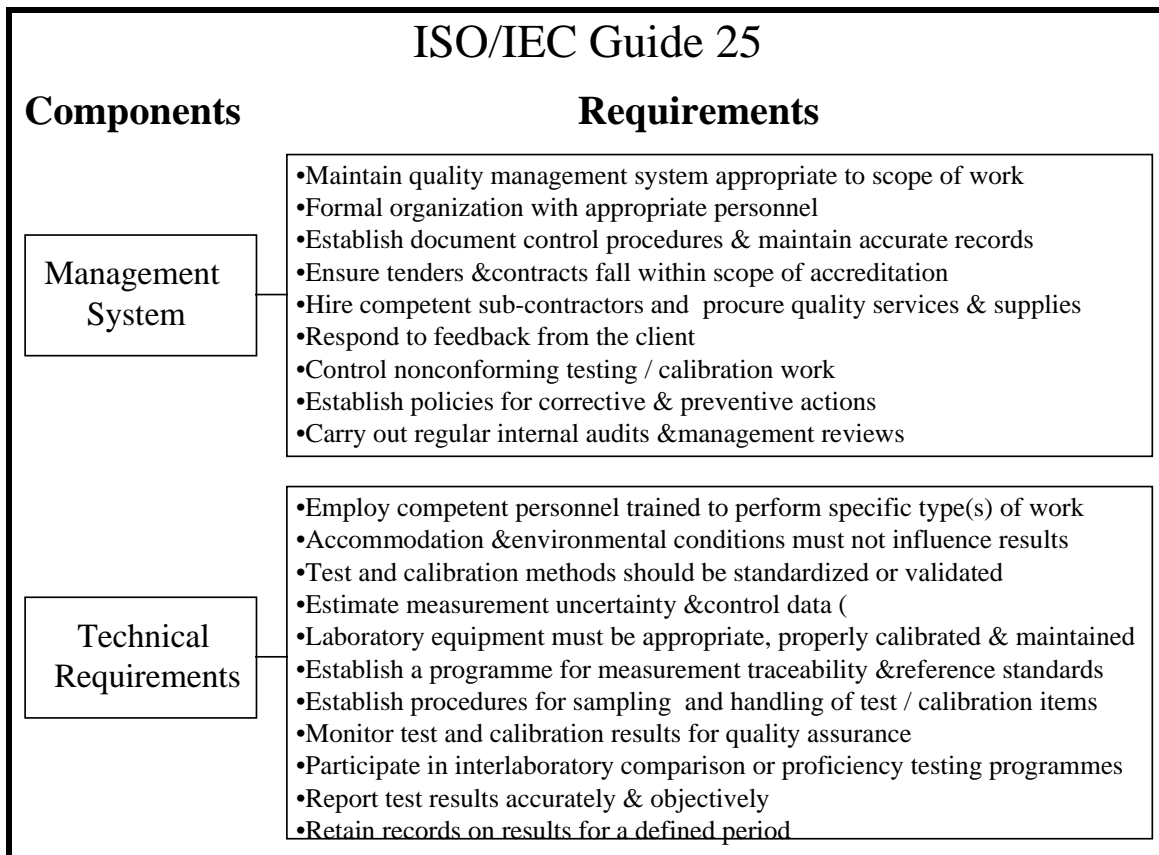 ISO/IEC Guide 25
Components
Requirements
Management
System
•Maintain quality management system appropriate to scope of work
•Formal organization with appropriate personnel
•Establish document control procedures & maintain accurate records
•Ensure tenders &contracts fall within scope of accreditation
•Hire competent sub-contractors and  procure quality services & supplies
•Respond to feedback from the client
•Control nonconforming testing / calibration work
•Establish policies for corrective & preventive actions
•Carry out regular internal audits &management reviews
Technical
Requirements
•Employ competent personnel trained to perform specific type(s) of work
•Accommodation &environmental conditions must not influence results
•Test and calibration methods should be standardized or validated
•Estimate measurement uncertainty &control data (
•Laboratory equipment must be appropriate, properly calibrated & maintained
•Establish a programme for measurement traceability &reference standards
•Establish procedures for sampling  and handling of test / calibration items
•Monitor test and calibration results for quality assurance
•Participate in interlaboratory comparison or proficiency testing programmes
•Report test results accurately & objectively
•Retain records on results for a defined period